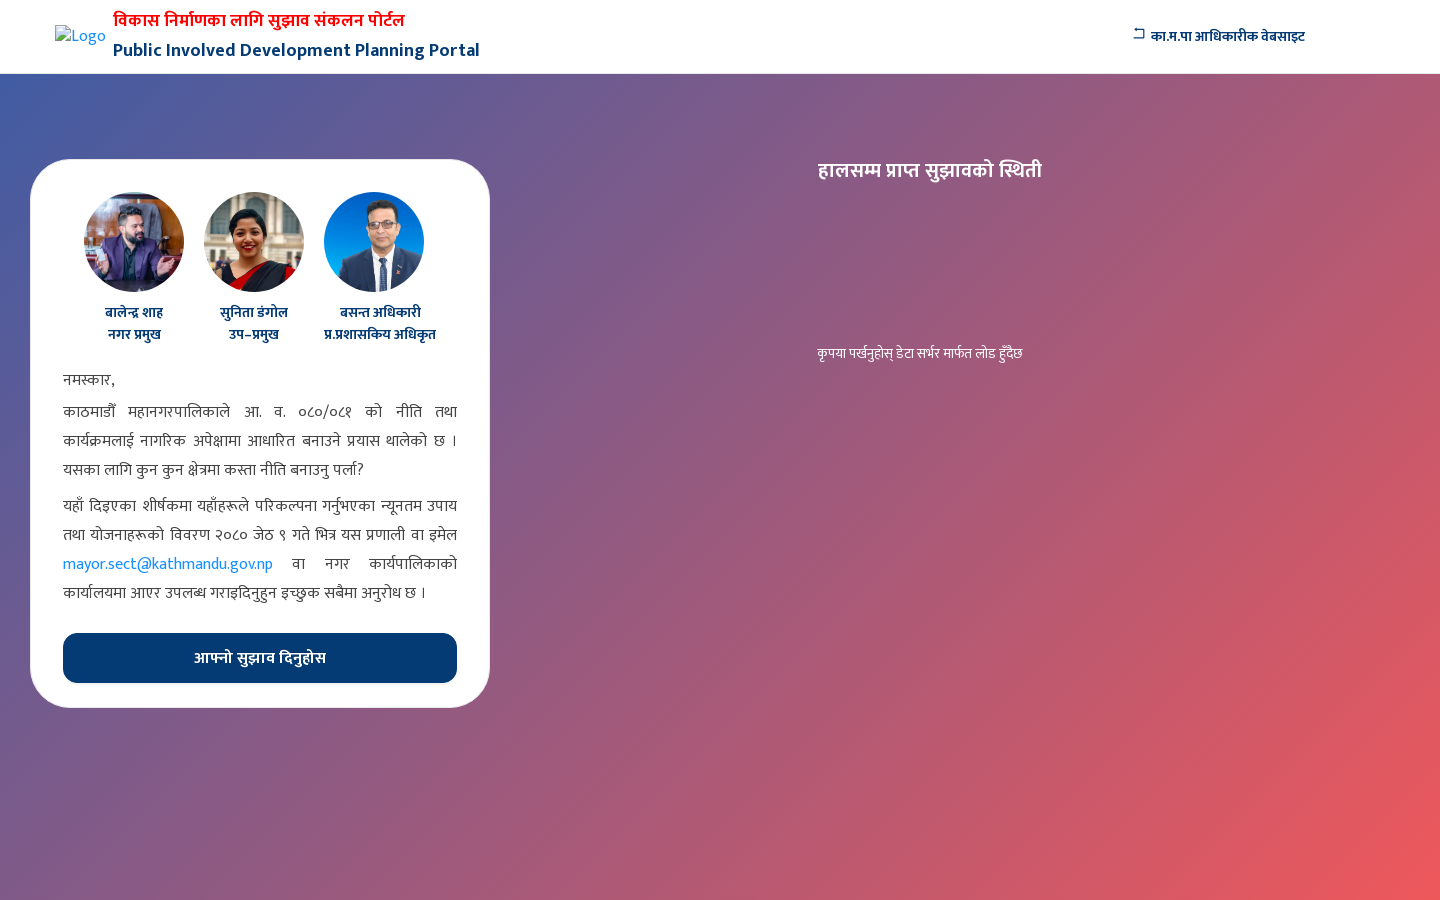 Logo
विकास निर्माणका लागि सुझाव संकलन पोर्टल
Public Involved Development Planning Portal
का.म.पा आधिकारीक वेबसाइट
बालेन्द्र शाह
नगर प्रमुख
सुनिता डंगोल
उप–प्रमुख
बसन्त अधिकारी
प्र.प्रशासकिय अधिकृत
नमस्कार,
काठमाडौँ महानगरपालिकाले आ. व. ०८०/०८१ को नीति तथा
कार्यक्रमलाई नागरिक अपेक्षामा आधारित बनाउने प्रयास थालेको छ ।
यसका लागि कुन कुन क्षेत्रमा कस्ता नीति बनाउनु पर्ला?
यहाँ दिइएका शीर्षकमा यहाँहरूले परिकल्पना गर्नुभएका न्यूनतम उपाय
तथा योजनाहरूको विवरण २०८० जेठ ९ गते भित्र यस प्रणाली वा इमेल
mayor.sect@kathmandu.gov.np वा नगर कार्यपालिकाको
कार्यालयमा आएर उपलब्ध गराइदिनुहुन इच्छुक सबैमा अनुरोध छ ।
आफ्नो सुझाव दिनुहोस
हालसम्म प्राप्त सुझावको स्थिती
कृपया पर्खनुहोस् डेटा सर्भर मार्फत लोड हुँदैछ